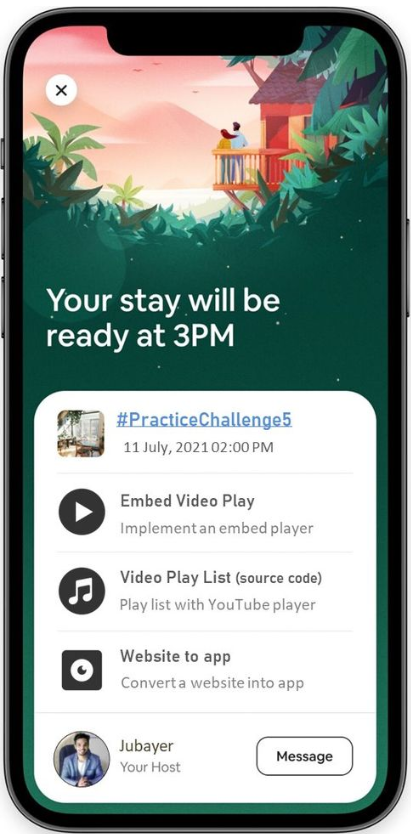 Your stay will be
ready at 3PM
#PracticeChallenge5
11 July, 2021 02:00 PM
Embed Video Play
Implement an embed player
Video Play List (source code)
Play list with YouTube player
Website to app
Convert a website into app
Jubayer
Your Host
Message